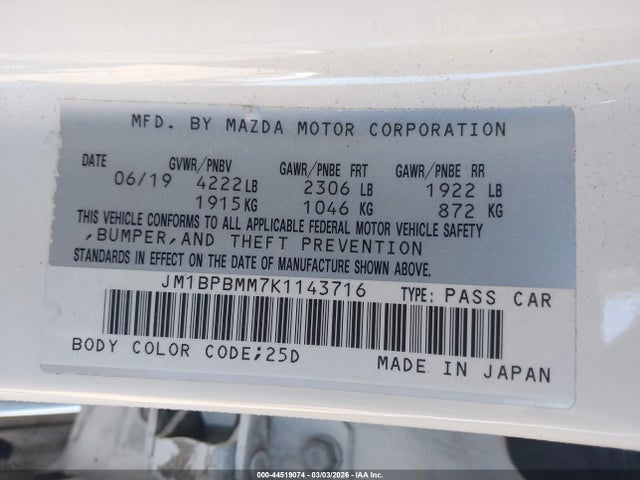 MFD. BY MAZDA MOTOR CORPORATION
DATE GVWR/PNBV GAWR/PNBE FRT GAWR/PNBE RR
06/19 4222LB 2306 LB 1922 LB
1915KG 1046 KG 872 KG
THIS VEHICLE CONFORMS TO ALL APPLICABLE FEDERAL MOTOR VEHICLE SAFETY
,BUMPER,AND THEFT PREVENTION
STANDARDS IN EFFECT ON THE DATE OF MANUFACTURE SHOWN ABOVE.
JM1BPBMM7K1143716 TYPE: PASS CAR
BODY COLOR CODE;25D MADE IN JAPAN
000-44519074 | 03/03/2026 - IAAI, Inc. Copyright